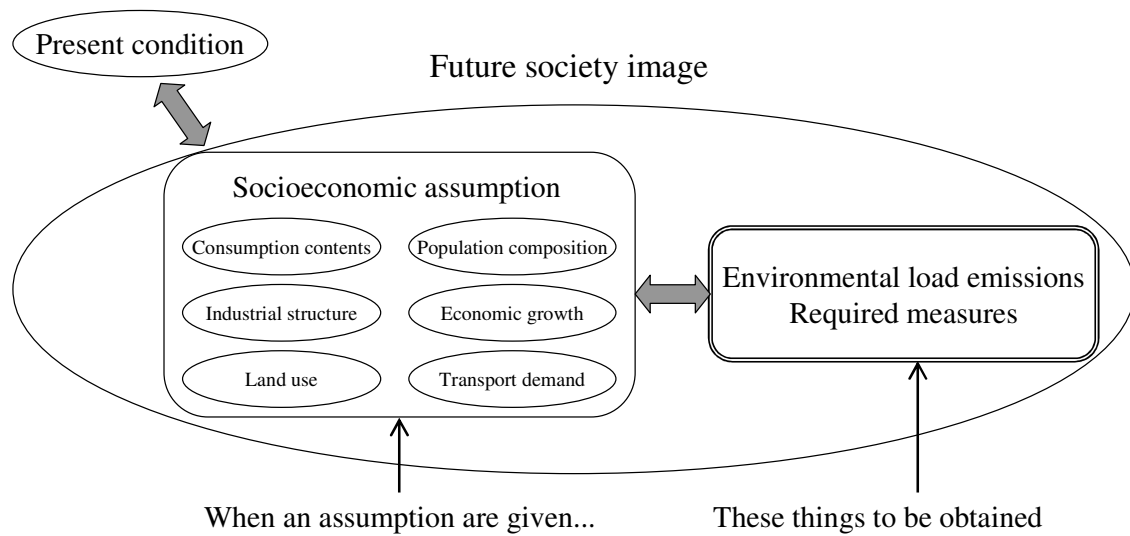 Present condition
Future society image
Socioeconomic assumption
Consumption contents
Population composition
Industrial structure
Economic growth
Land use
Transport demand
Environmental load emissions
Required measures
When an assumption are given...
These things to be obtained